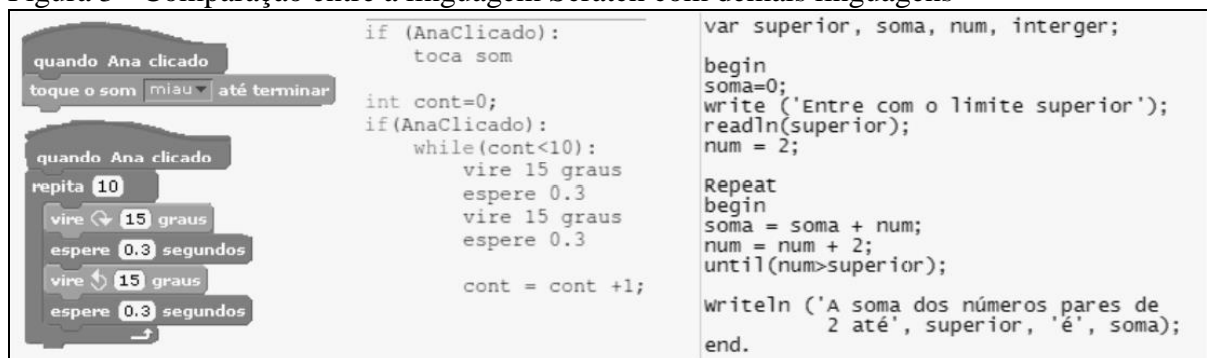 Figura 3 – Comparação entre a linguagem Scratch com demais linguagens
quando Ana clicado
toque o som miau até terminar
quando Ana clicado
repita 10
vire 15 graus
espere 0.3 segundos
vire 15 graus
espere 0.3 segundos
if (AnaClicado):
toca som
int cont=0;
if(AnaClicado):
while(cont<10):
vire 15 graus
espere 0.3
vire 15 graus
espere 0.3
cont = cont +1;
var superior, soma, num, interger;
begin
soma=0;
write ('Entre com o limite superior');
readln(superior);
num = 2;
Repeat
begin
soma = soma + num;
num = num + 2;
until(num>superior);
writeln ('A soma dos números pares de
2 até', superior, 'é', soma);
end.